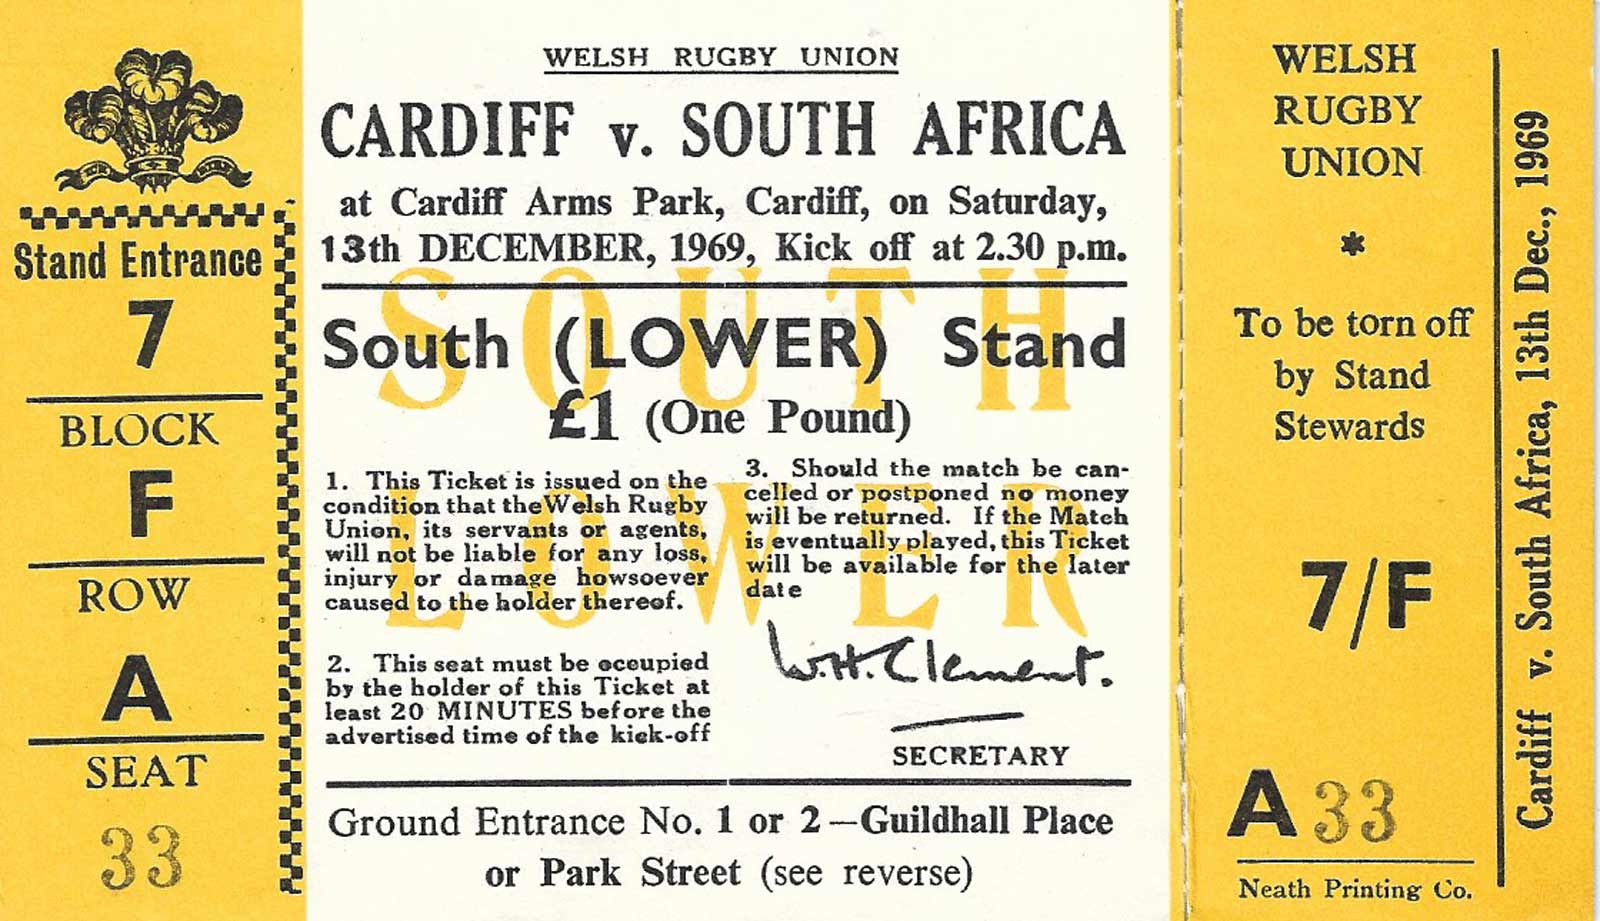 Stand Entrance
7
BLOCK
F
ROW
A
SEAT
33
WELSH RUGBY UNION
CARDIFF v. SOUTH AFRICA
at Cardiff Arms Park, Cardiff, on Saturday,
13th DECEMBER, 1969, Kick off at 2.30 p.m.
SOUTH
LOWER
South (LOWER) Stand
£1 (One Pound)
1. This Ticket is issued on the
condition that the Welsh Rugby
Union, its servants or agents,
will not be liable for any loss,
injury or damage howsoever
caused to the holder thereof.
2. This seat must be occupied
by the holder of this Ticket at
least 20 MINUTES before the
advertised time of the kick-off
3. Should the match be can-
celled or postponed no money
will be returned. If the Match
is eventually played, this Ticket
will be available for the later
date
W.H. Clement.
SECRETARY
Ground Entrance No. 1 or 2—Guildhall Place
or Park Street (see reverse)
WELSH
RUGBY
UNION
*
To be torn off
by Stand
Stewards
7/F
A 33
Neath Printing Co.
Cardiff v. South Africa, 13th Dec., 1969